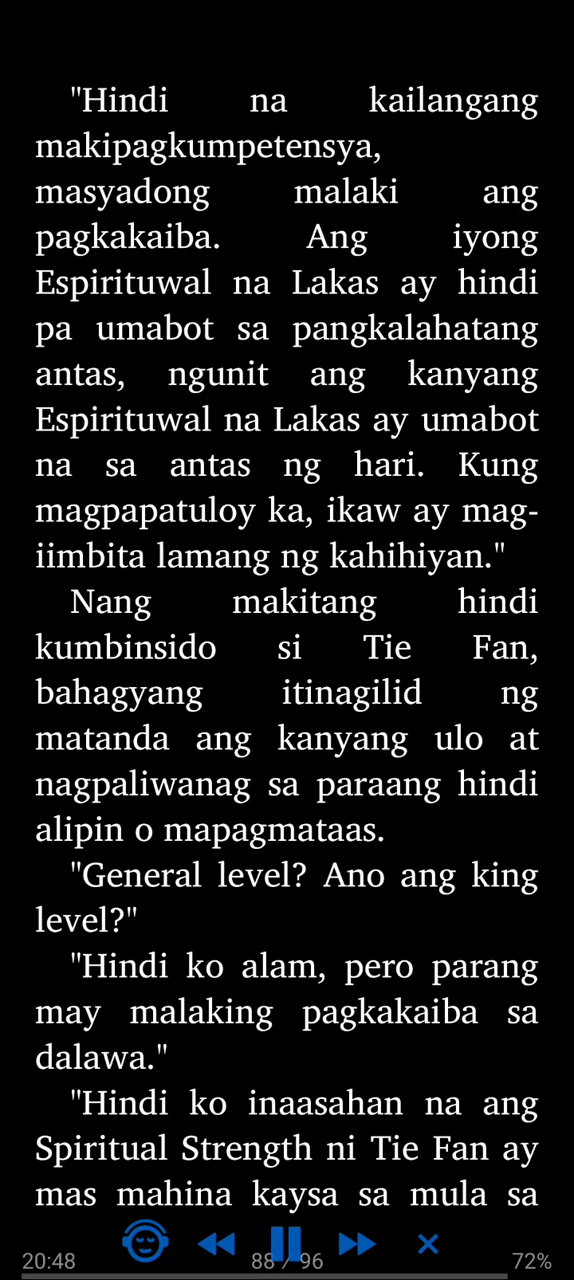 "Hindi na kailangang
makipagkumpetensya,
masyadong malaki ang
pagkakaiba. Ang iyong
Espirituwal na Lakas ay hindi
pa umabot sa pangkalahatang
antas, ngunit ang kanyang
Espirituwal na Lakas ay umabot
na sa antas ng hari. Kung
magpapatuloy ka, ikaw ay mag-
iimbita lamang ng kahihiyan."
Nang makitang hindi
kumbinsido si Tie Fan,
bahagyang itinagilid ng
matanda ang kanyang ulo at
nagpaliwanag sa paraang hindi
alipin o mapagmataas.
"General level? Ano ang king
level?"
"Hindi ko alam, pero parang
may malaking pagkakaiba sa
dalawa."
"Hindi ko inaasahan na ang
Spiritual Strength ni Tie Fan ay
mas mahina kaysa sa mula sa
20:48 88 / 96 72%